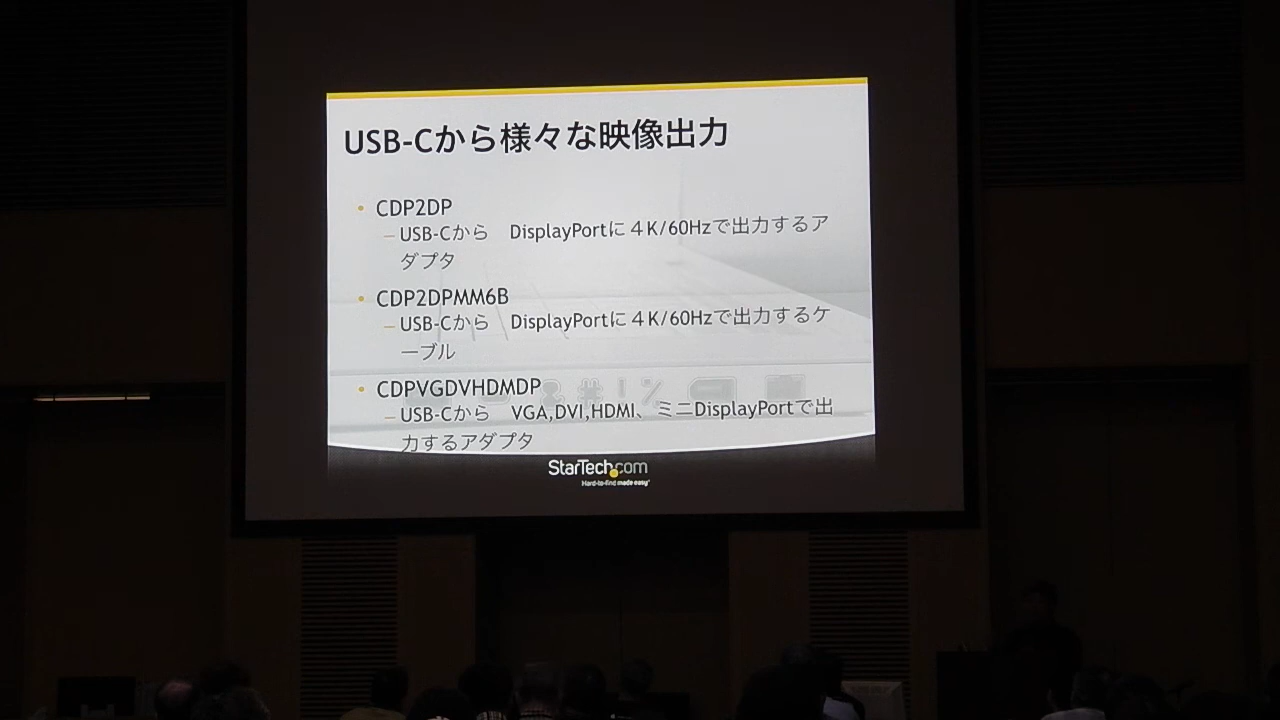 USB-Cから様々な映像出力
• CDP2DP
– USB-Cから　DisplayPortに４K/60Hzで出力するア
ダプタ
• CDP2DPMM6B
– USB-Cから　DisplayPortに４K/60Hzで出力するケ
ーブル
• CDPVGDVHDMDP
– USB-Cから　VGA,DVI,HDMI、ミニDisplayPortで出
力するアダプタ
StarTech.com
Hard-to-find made easy